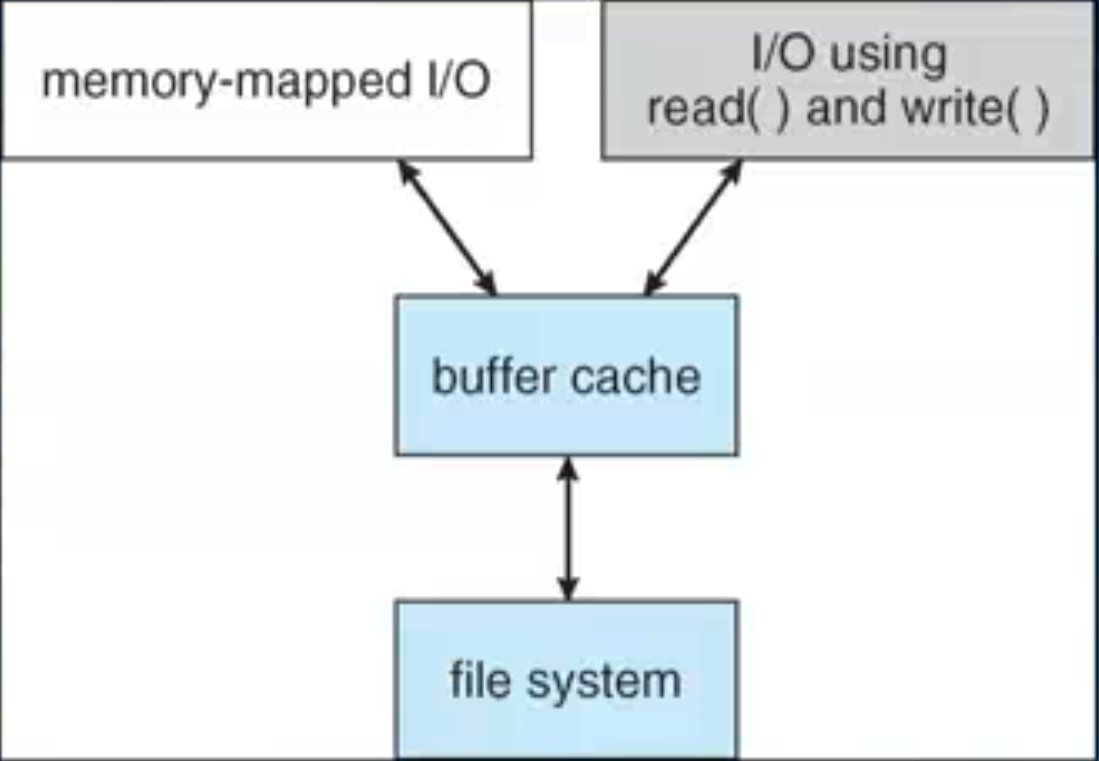 memory-mapped I/O
I/O using
read( ) and write( )
buffer cache
file system